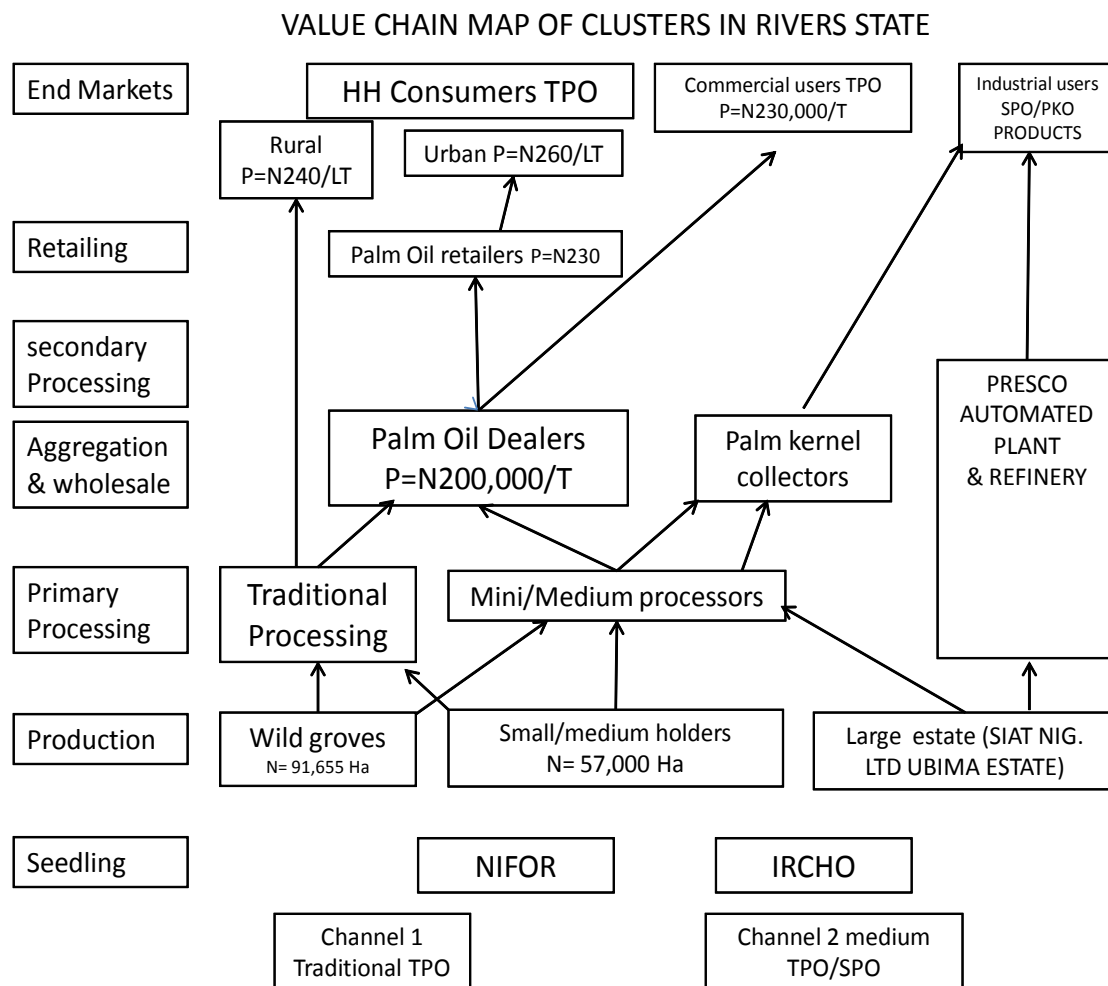 VALUE CHAIN MAP OF CLUSTERS IN RIVERS STATE
End Markets
HH Consumers TPO
Commercial users TPO
P=N230,000/T
Industrial users
SPO/PKO
PRODUCTS
Rural
P=N240/LT
Urban P=N260/LT
Retailing
Palm Oil retailers P=N230
secondary
Processing
PRESCO
AUTOMATED
PLANT
& REFINERY
Aggregation
& wholesale
Palm Oil Dealers
P=N200,000/T
Palm kernel
collectors
Primary
Processing
Traditional
Processing
Mini/Medium processors
Production
Wild groves
N= 91,655 Ha
Small/medium holders
N= 57,000 Ha
Large estate (SIAT NIG.
LTD UBIMA ESTATE)
Seedling
NIFOR
IRCHO
Channel 1
Traditional TPO
Channel 2 medium
TPO/SPO